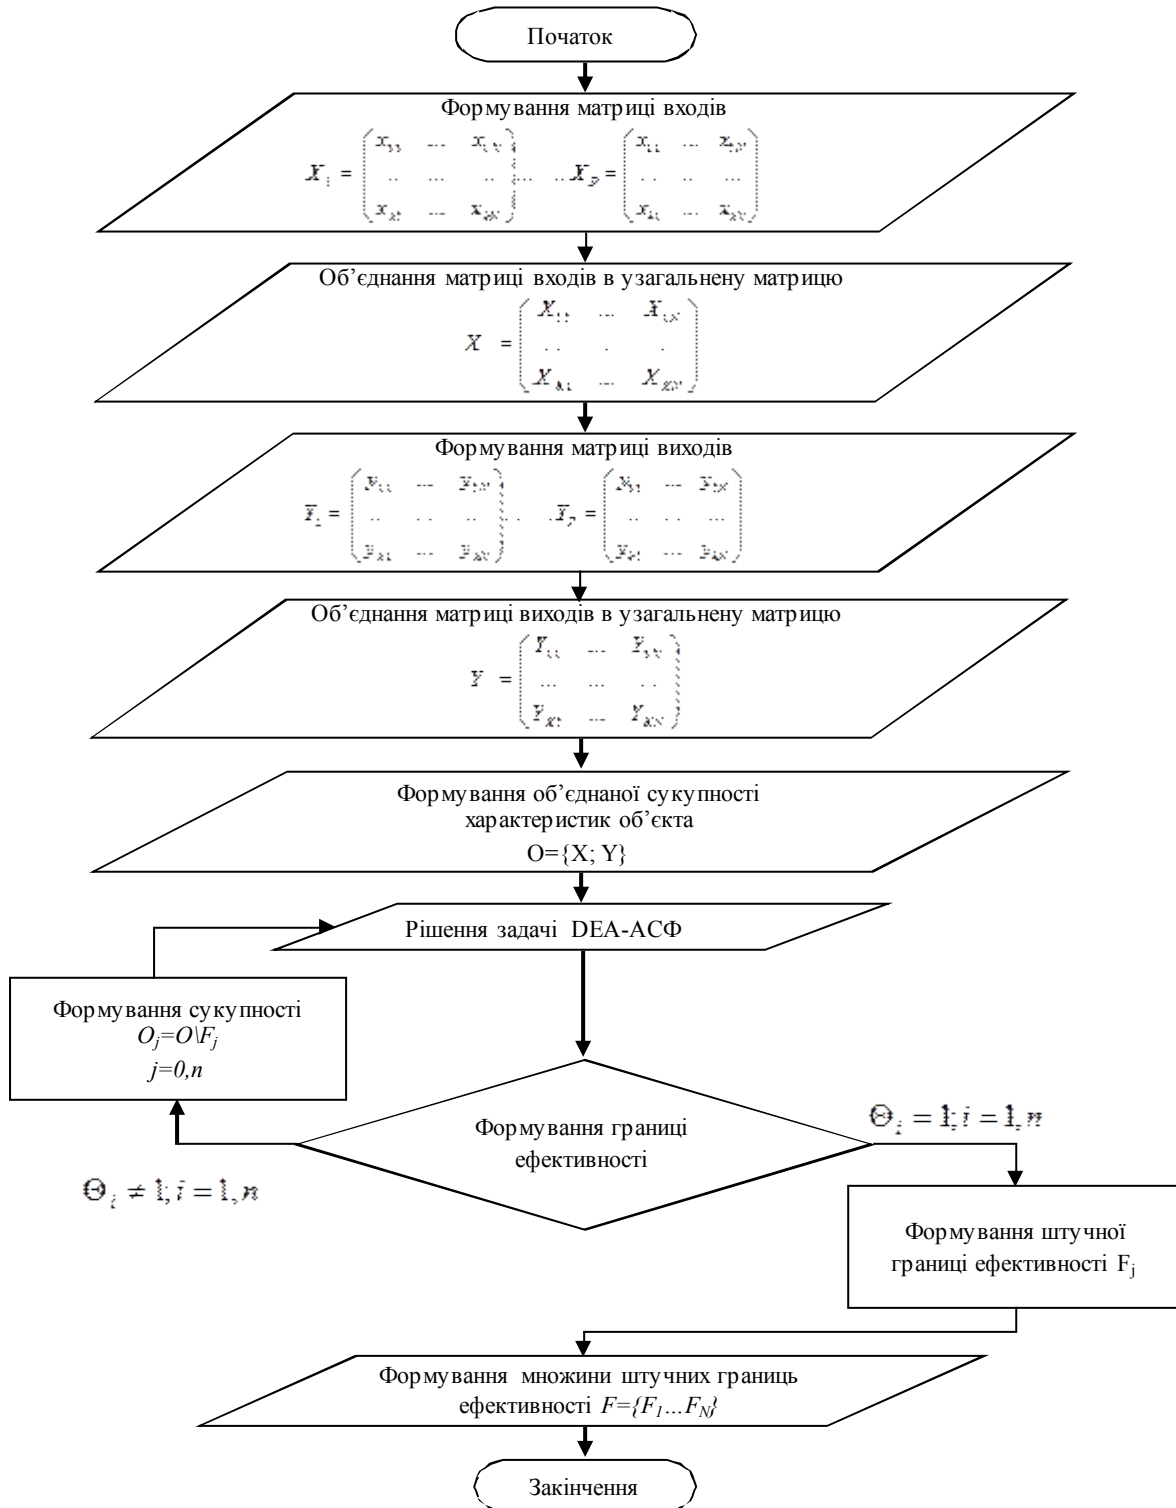 Початок
Формування матриці входів
X₁ = ( ... ) ... X =
... ...
Об’єднання матриці входів в узагальнену матрицю
X =
...
Формування матриці виходів
Y₁ = ... =
...
Об’єднання матриці виходів в узагальнену матрицю
Y =
... ...
Формування об’єднаної сукупності
характеристик об’єкта
O={X; Y}
Рішення задачі DEA-АСФ
Формування сукупності
Oj=O\Fj
j=0,n
Формування границі
ефективності
Θi = 1; i = 1, n
Θi ≠ 1; i = 1, n
Формування штучної
границі ефективності Fj
Формування множини штучних границь
ефективності F={F1...FN}
Закінчення